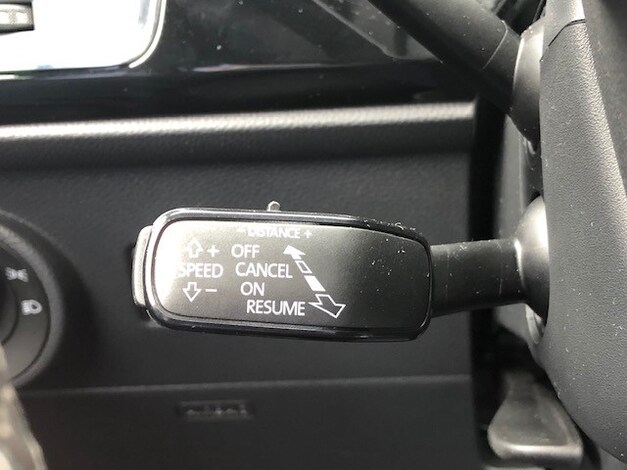 - DISTANCE +
+ OFF
SPEED CANCEL
- ON
RESUME